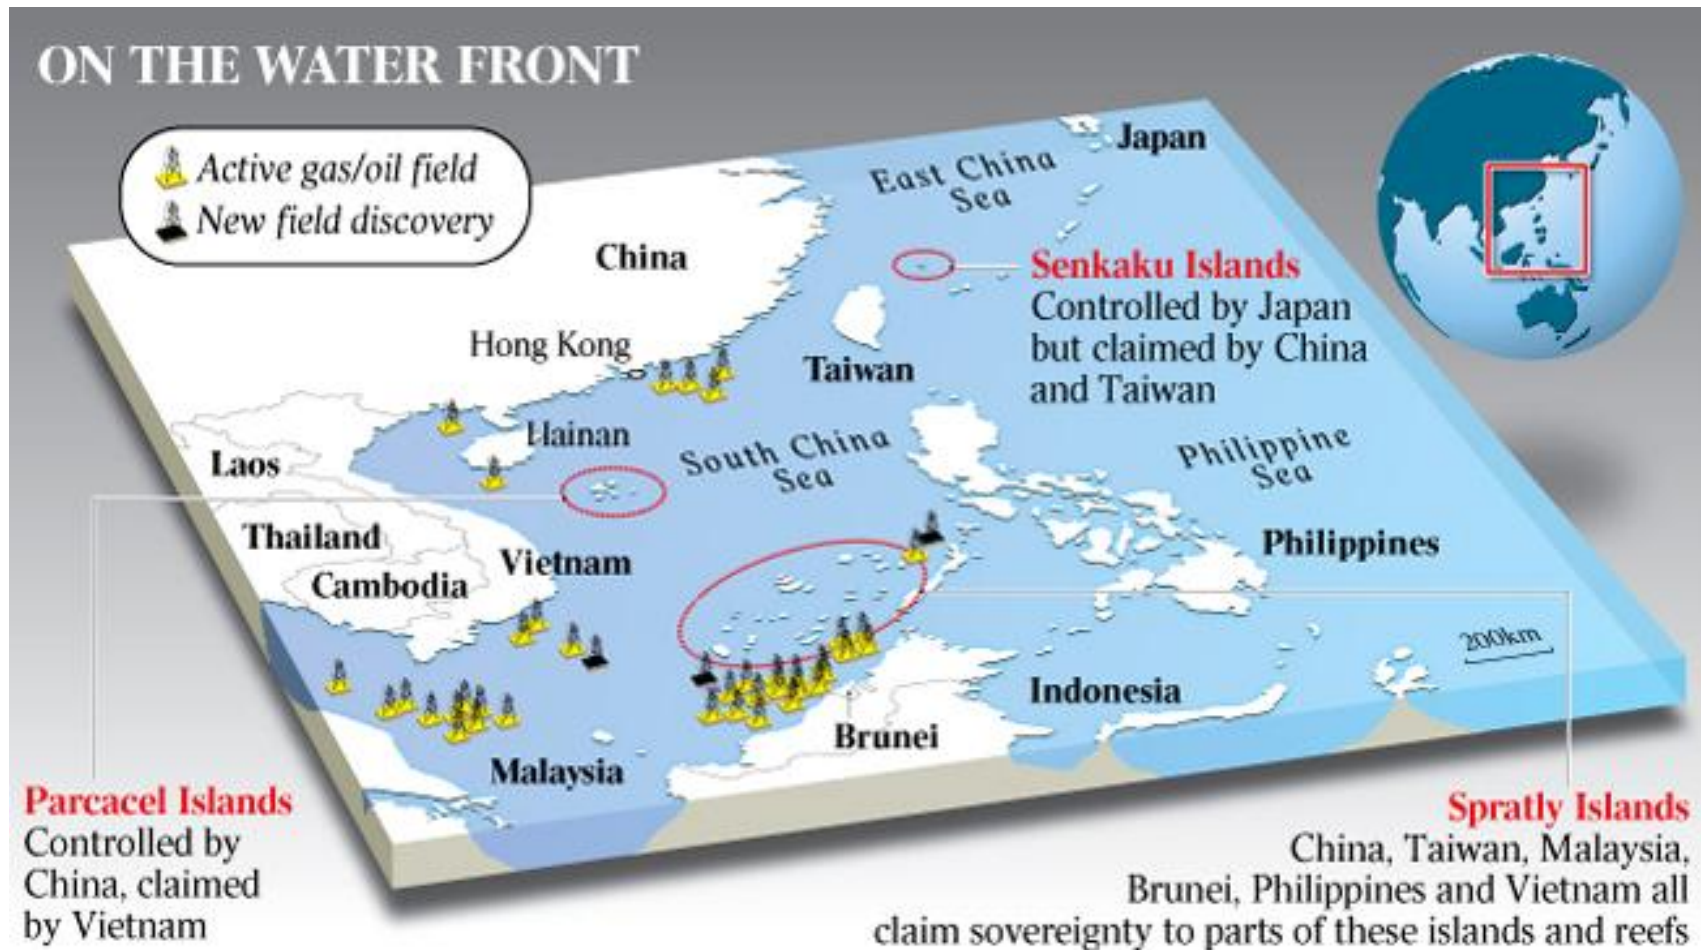 ON THE WATER FRONT
Active gas/oil field
New field discovery
Japan
East China
Sea
China
Senkaku Islands
Controlled by Japan
but claimed by China
and Taiwan
Hong Kong
Taiwan
Hainan
South China
Sea
Philippine
Sea
Laos
Thailand
Vietnam
Cambodia
Philippines
200km
Indonesia
Brunei
Malaysia
Parcacel Islands
Controlled by
China, claimed
by Vietnam
Spratly Islands
China, Taiwan, Malaysia,
Brunei, Philippines and Vietnam all
claim sovereignty to parts of these islands and reefs